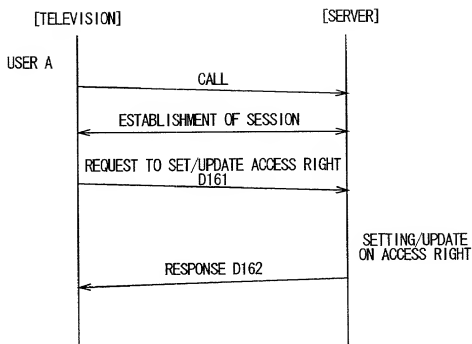 [TELEVISION]
[SERVER]
USER A
CALL
ESTABLISHMENT OF SESSION
REQUEST TO SET/UPDATE ACCESS RIGHT
D161
SETTING/UPDATE
ON ACCESS RIGHT
RESPONSE D162